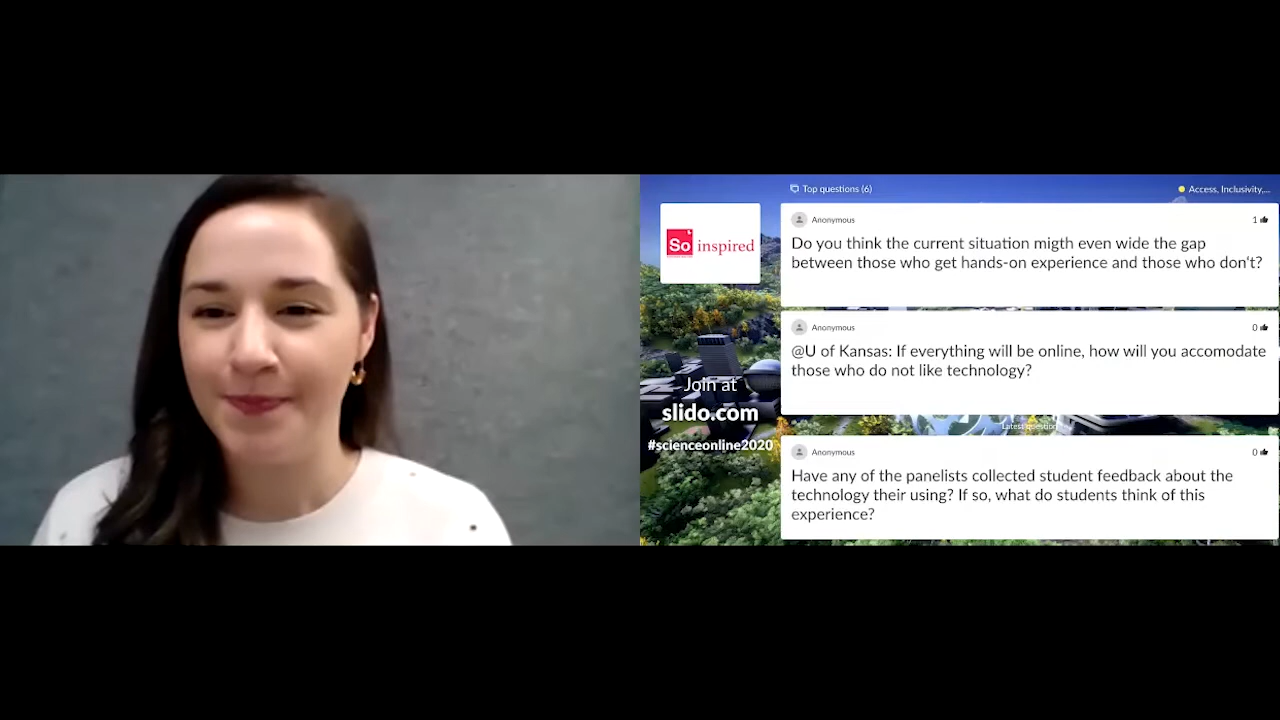 Top questions (6)
Access, Inclusivity,...
So inspired
Join at
slido.com
#scienceonline2020
Anonymous
1
Do you think the current situation migth even wide the gap
between those who get hands-on experience and those who don't?
Anonymous
0
@U of Kansas: If everything will be online, how will you accomodate
those who do not like technology?
Latest question
Anonymous
0
Have any of the panelists collected student feedback about the
technology their using? If so, what do students think of this
experience?